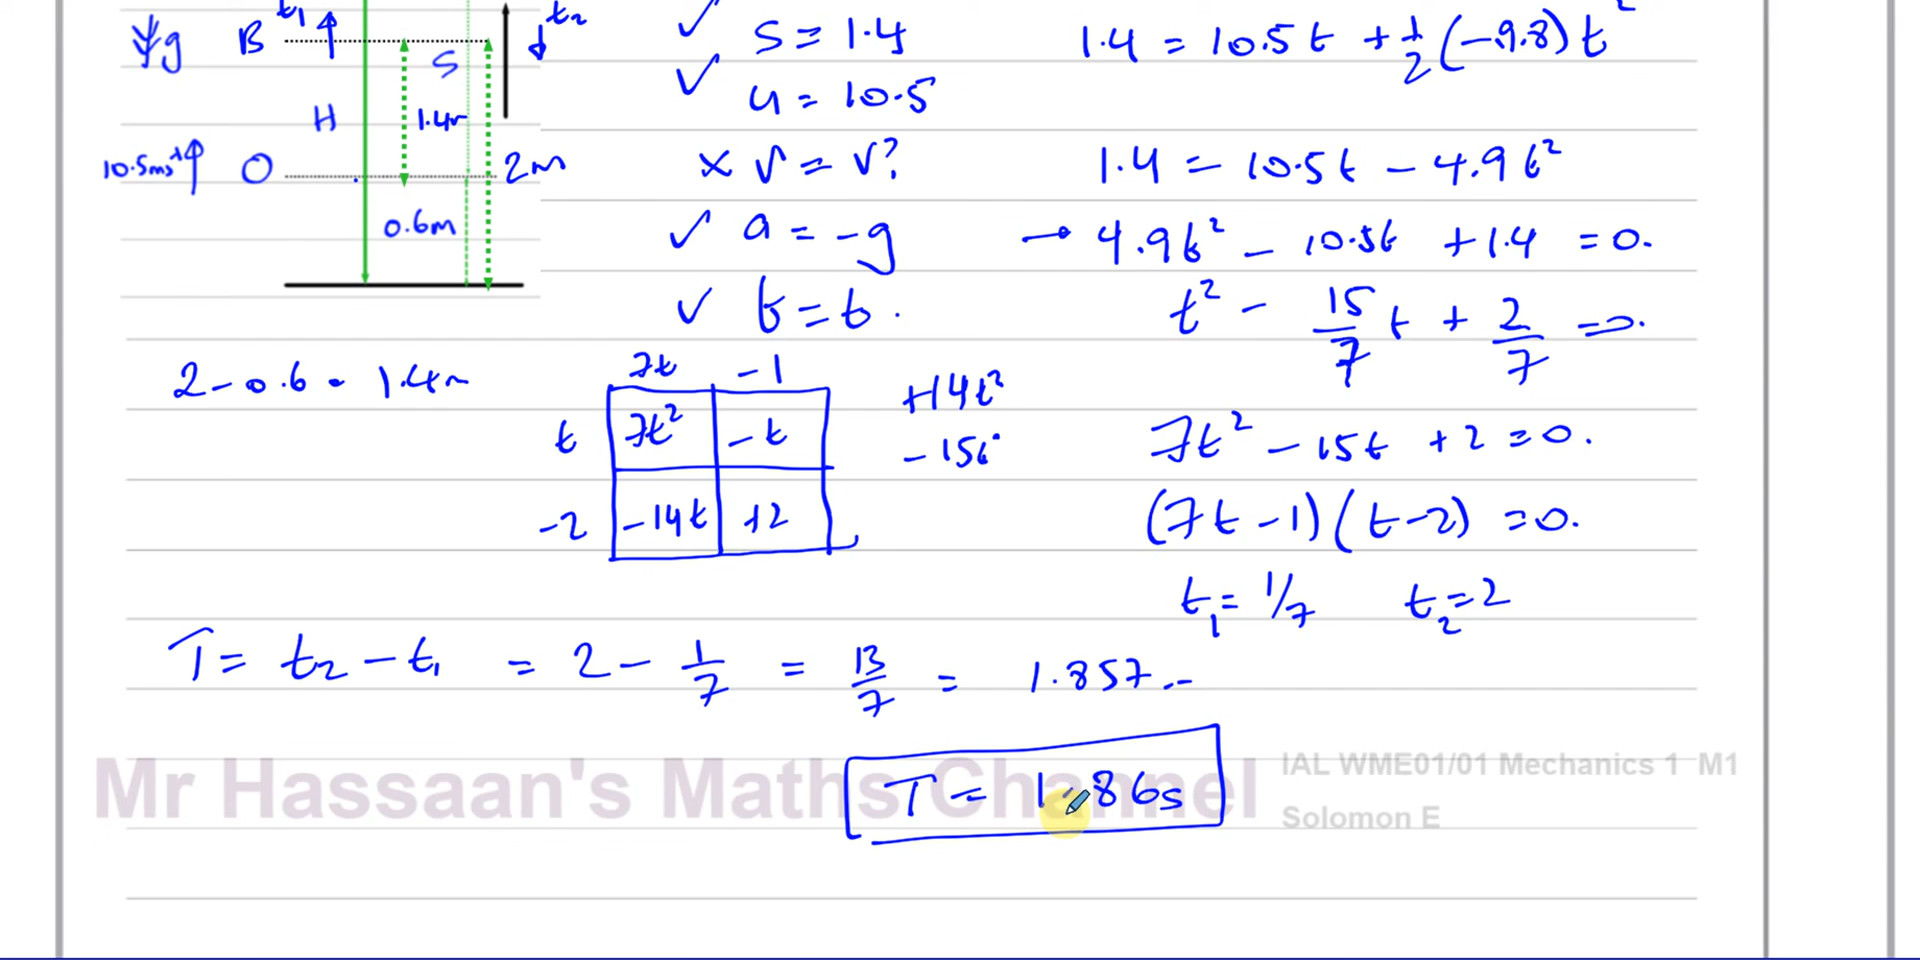 t₁ t₂
ψg B S
H 1.4m
10.5ms⁻¹ O 2m
0.6m
✓ S = 1.4
✓ u = 10.5
× v = v?
✓ a = -g
✓ t = t.
1.4 = 10.5t + ½(-9.8)t²
1.4 = 10.5t - 4.9t²
→ 4.9t² - 10.5t + 1.4 = 0.
t² - 15/7 t + 2/7 = 0.
2 - 0.6 = 1.4m
7t -1
t 7t² -t
-2 -14t +2
+14t²
-15t
7t² - 15t + 2 = 0.
(7t - 1)(t - 2) = 0.
t₁ = 1/7 t₂ = 2
T = t₂ - t₁ = 2 - 1/7 = 13/7 = 1.857..
T = 1.86s
Mr Hassaan's Maths Channel
IAL WME01/01 Mechanics 1 M1
Solomon E